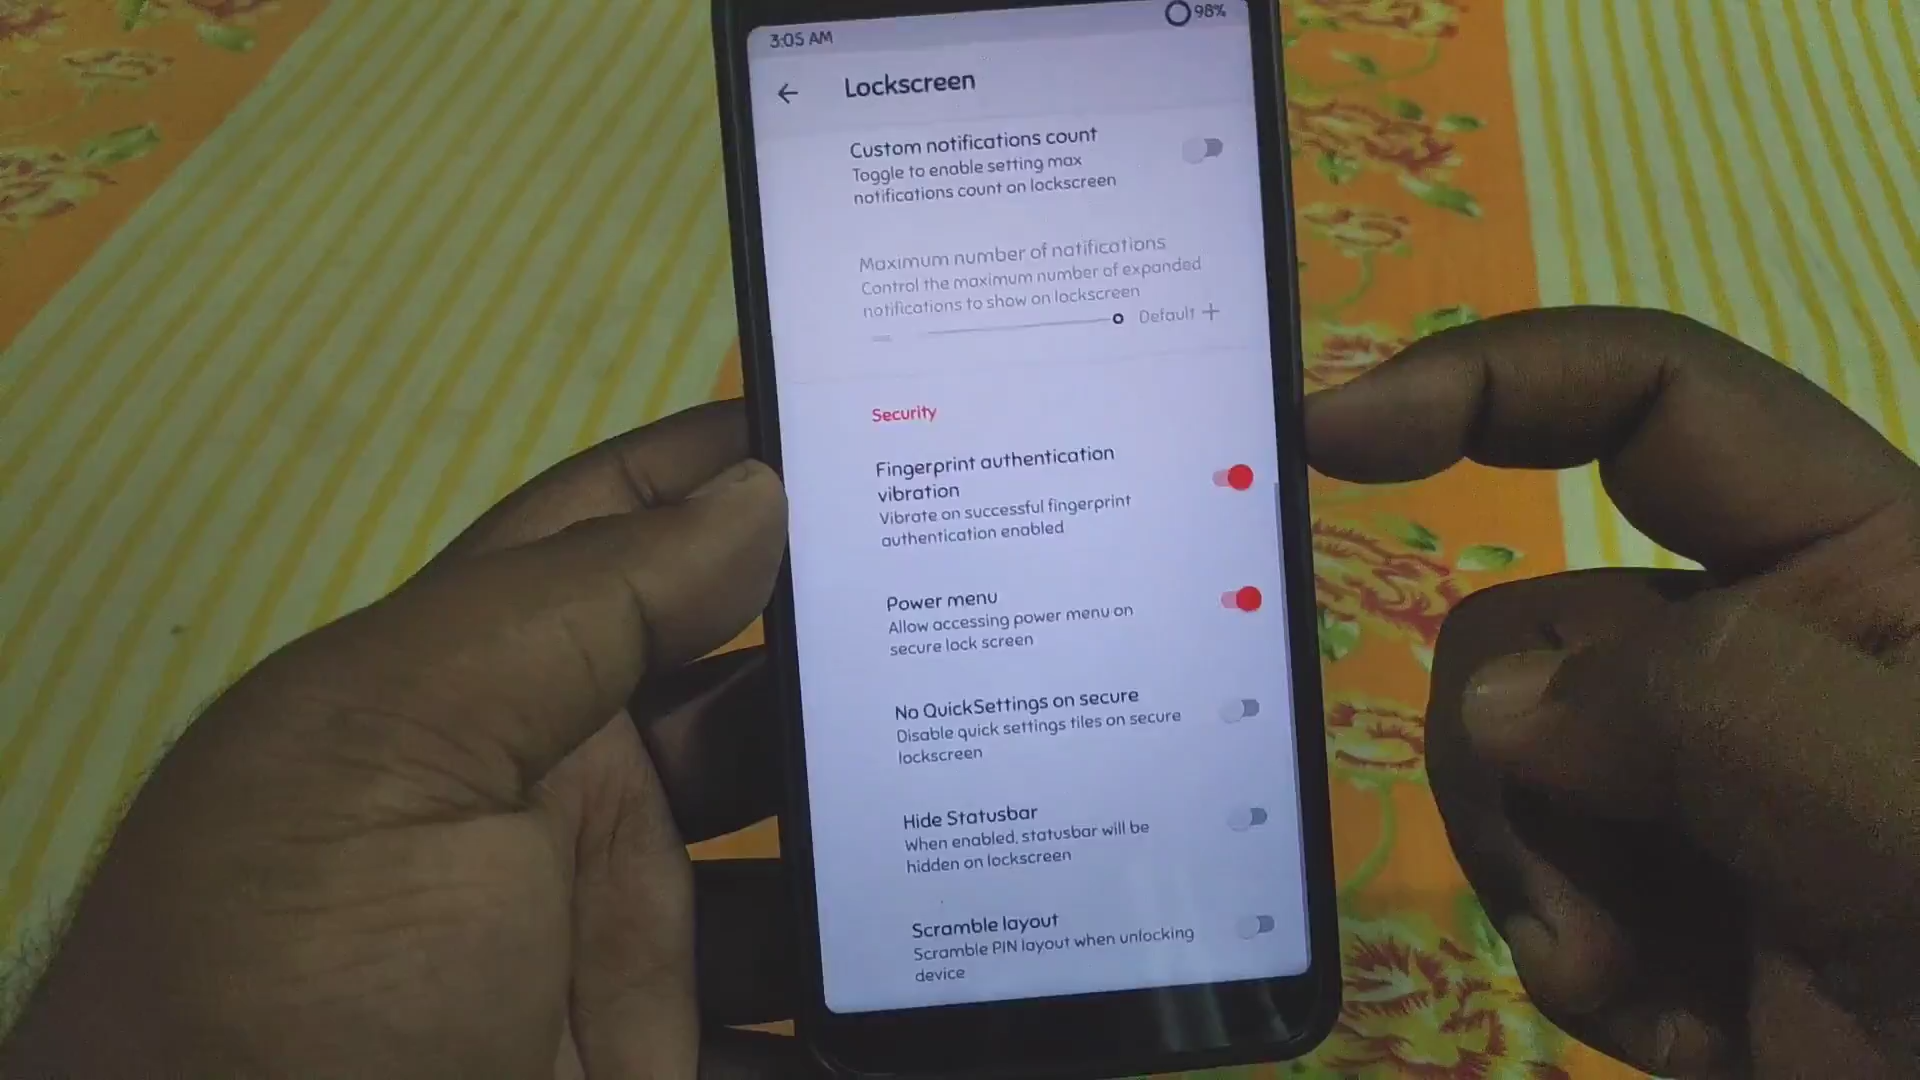 3:05 AM
98%
Lockscreen
Custom notifications count
Toggle to enable setting max
notifications count on lockscreen
Maximum number of notifications
Control the maximum number of expanded
notifications to show on lockscreen
Default +
Security
Fingerprint authentication
vibration
Vibrate on successful fingerprint
authentication enabled
Power menu
Allow accessing power menu on
secure lock screen
No QuickSettings on secure
Disable quick settings tiles on secure
lockscreen
Hide Statusbar
When enabled, statusbar will be
hidden on lockscreen
Scramble layout
Scramble PIN layout when unlocking
device